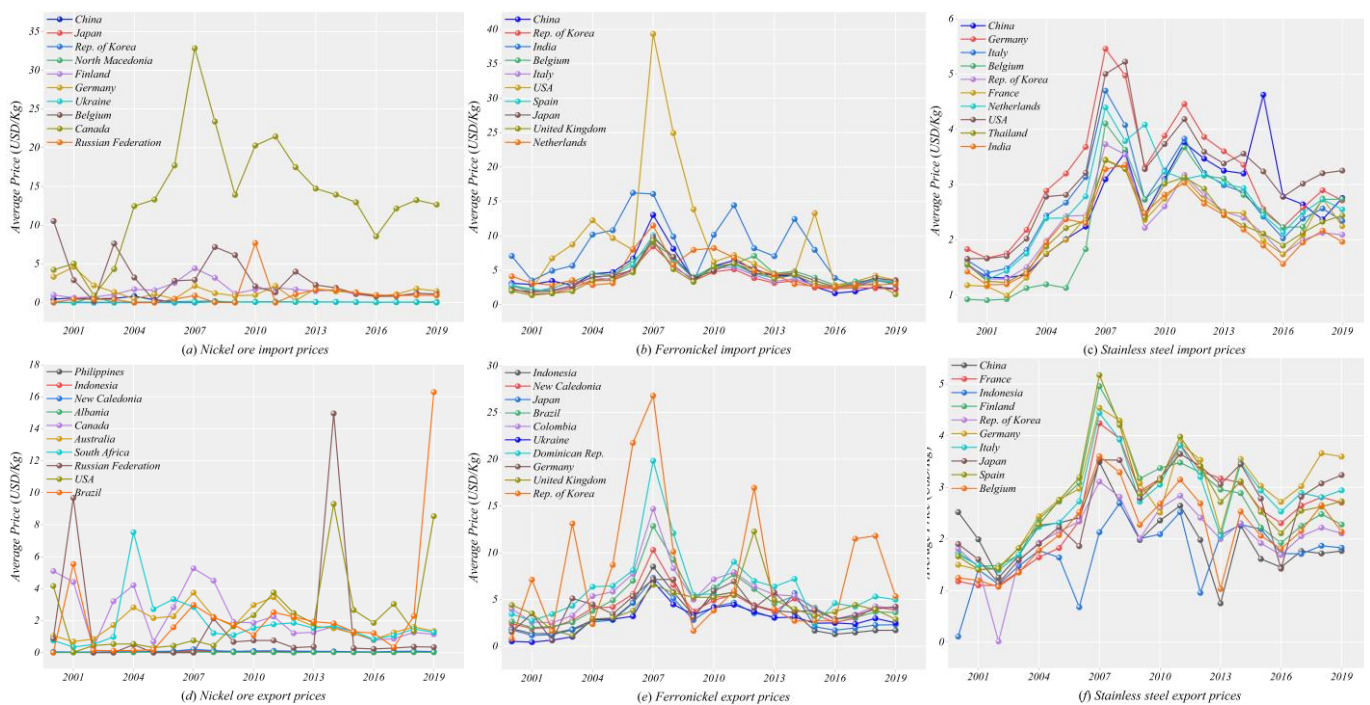 Average Price (USD/Kg)
35
30
25
20
15
10
5
0
China
Japan
Rep. of Korea
North Macedonia
Finland
Germany
Ukraine
Belgium
Canada
Russian Federation
2001 2004 2007 2010 2013 2016 2019
(a) Nickel ore import prices
Average Price (USD/Kg)
40
35
30
25
20
15
10
5
0
China
Rep. of Korea
India
Belgium
Italy
USA
Spain
Japan
United Kingdom
Netherlands
2001 2004 2007 2010 2013 2016 2019
(b) Ferronickel import prices
Average Price (USD/Kg)
6
5
4
3
2
1
China
Germany
Italy
Belgium
Rep. of Korea
France
Netherlands
USA
Thailand
India
2001 2004 2007 2010 2013 2016 2019
(c) Stainless steel import prices
Average Price (USD/Kg)
18
16
14
12
10
8
6
4
2
0
Philippines
Indonesia
New Caledonia
Albania
Canada
Australia
South Africa
Russian Federation
USA
Brazil
2001 2004 2007 2010 2013 2016 2019
(d) Nickel ore export prices
Average Price (USD/Kg)
30
25
20
15
10
5
0
Indonesia
New Caledonia
Japan
Brazil
Colombia
Ukraine
Dominican Rep.
Germany
United Kingdom
Rep. of Korea
2001 2004 2007 2010 2013 2016 2019
(e) Ferronickel export prices
Average Price (USD/Kg)
5
4
3
2
1
0
China
France
Indonesia
Finland
Rep. of Korea
Germany
Italy
Japan
Spain
Belgium
2001 2004 2007 2010 2013 2016 2019
(f) Stainless steel export prices